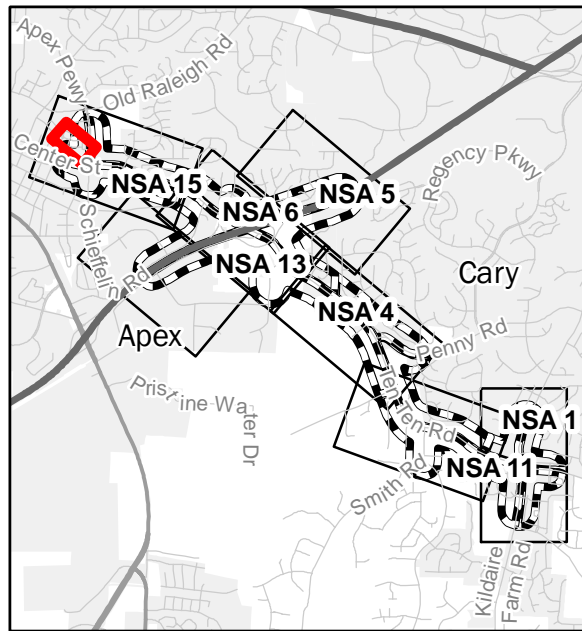 Apex Pewy
Old Raleigh Rd
Center St
NSA 15
NSA 5
Regency Pkwy
NSA 6
Schieffelin Rd
NSA 13
Cary
NSA 4
Apex
Penny Rd
Pristine Water Dr
Ten-Ten-Rd
NSA 1
NSA 11
Smith Rd
Kildaire
Farm Rd